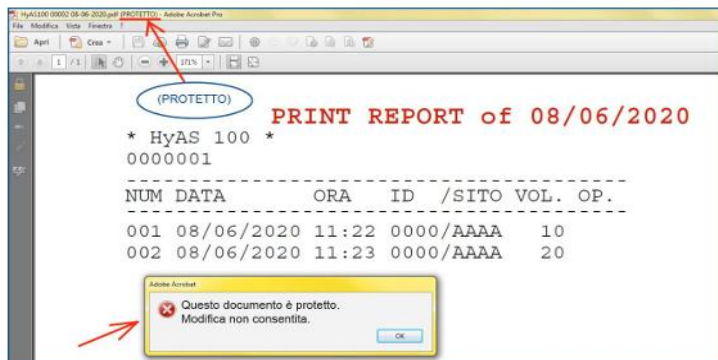 HyAS100 00002 08-06-2020.pdf (PROTETTO) - Adobe Acrobat Pro
File Modifica Vista Finestra ?
Apri Crea
1 / 1 171%
(PROTETTO)
PRINT REPORT of 08/06/2020
* HyAS 100 *
0000001
NUM DATA ORA ID /SITO VOL. OP.
001 08/06/2020 11:22 0000/AAAA 10
002 08/06/2020 11:23 0000/AAAA 20
Adobe Acrobat
Questo documento è protetto.
Modifica non consentita.
OK